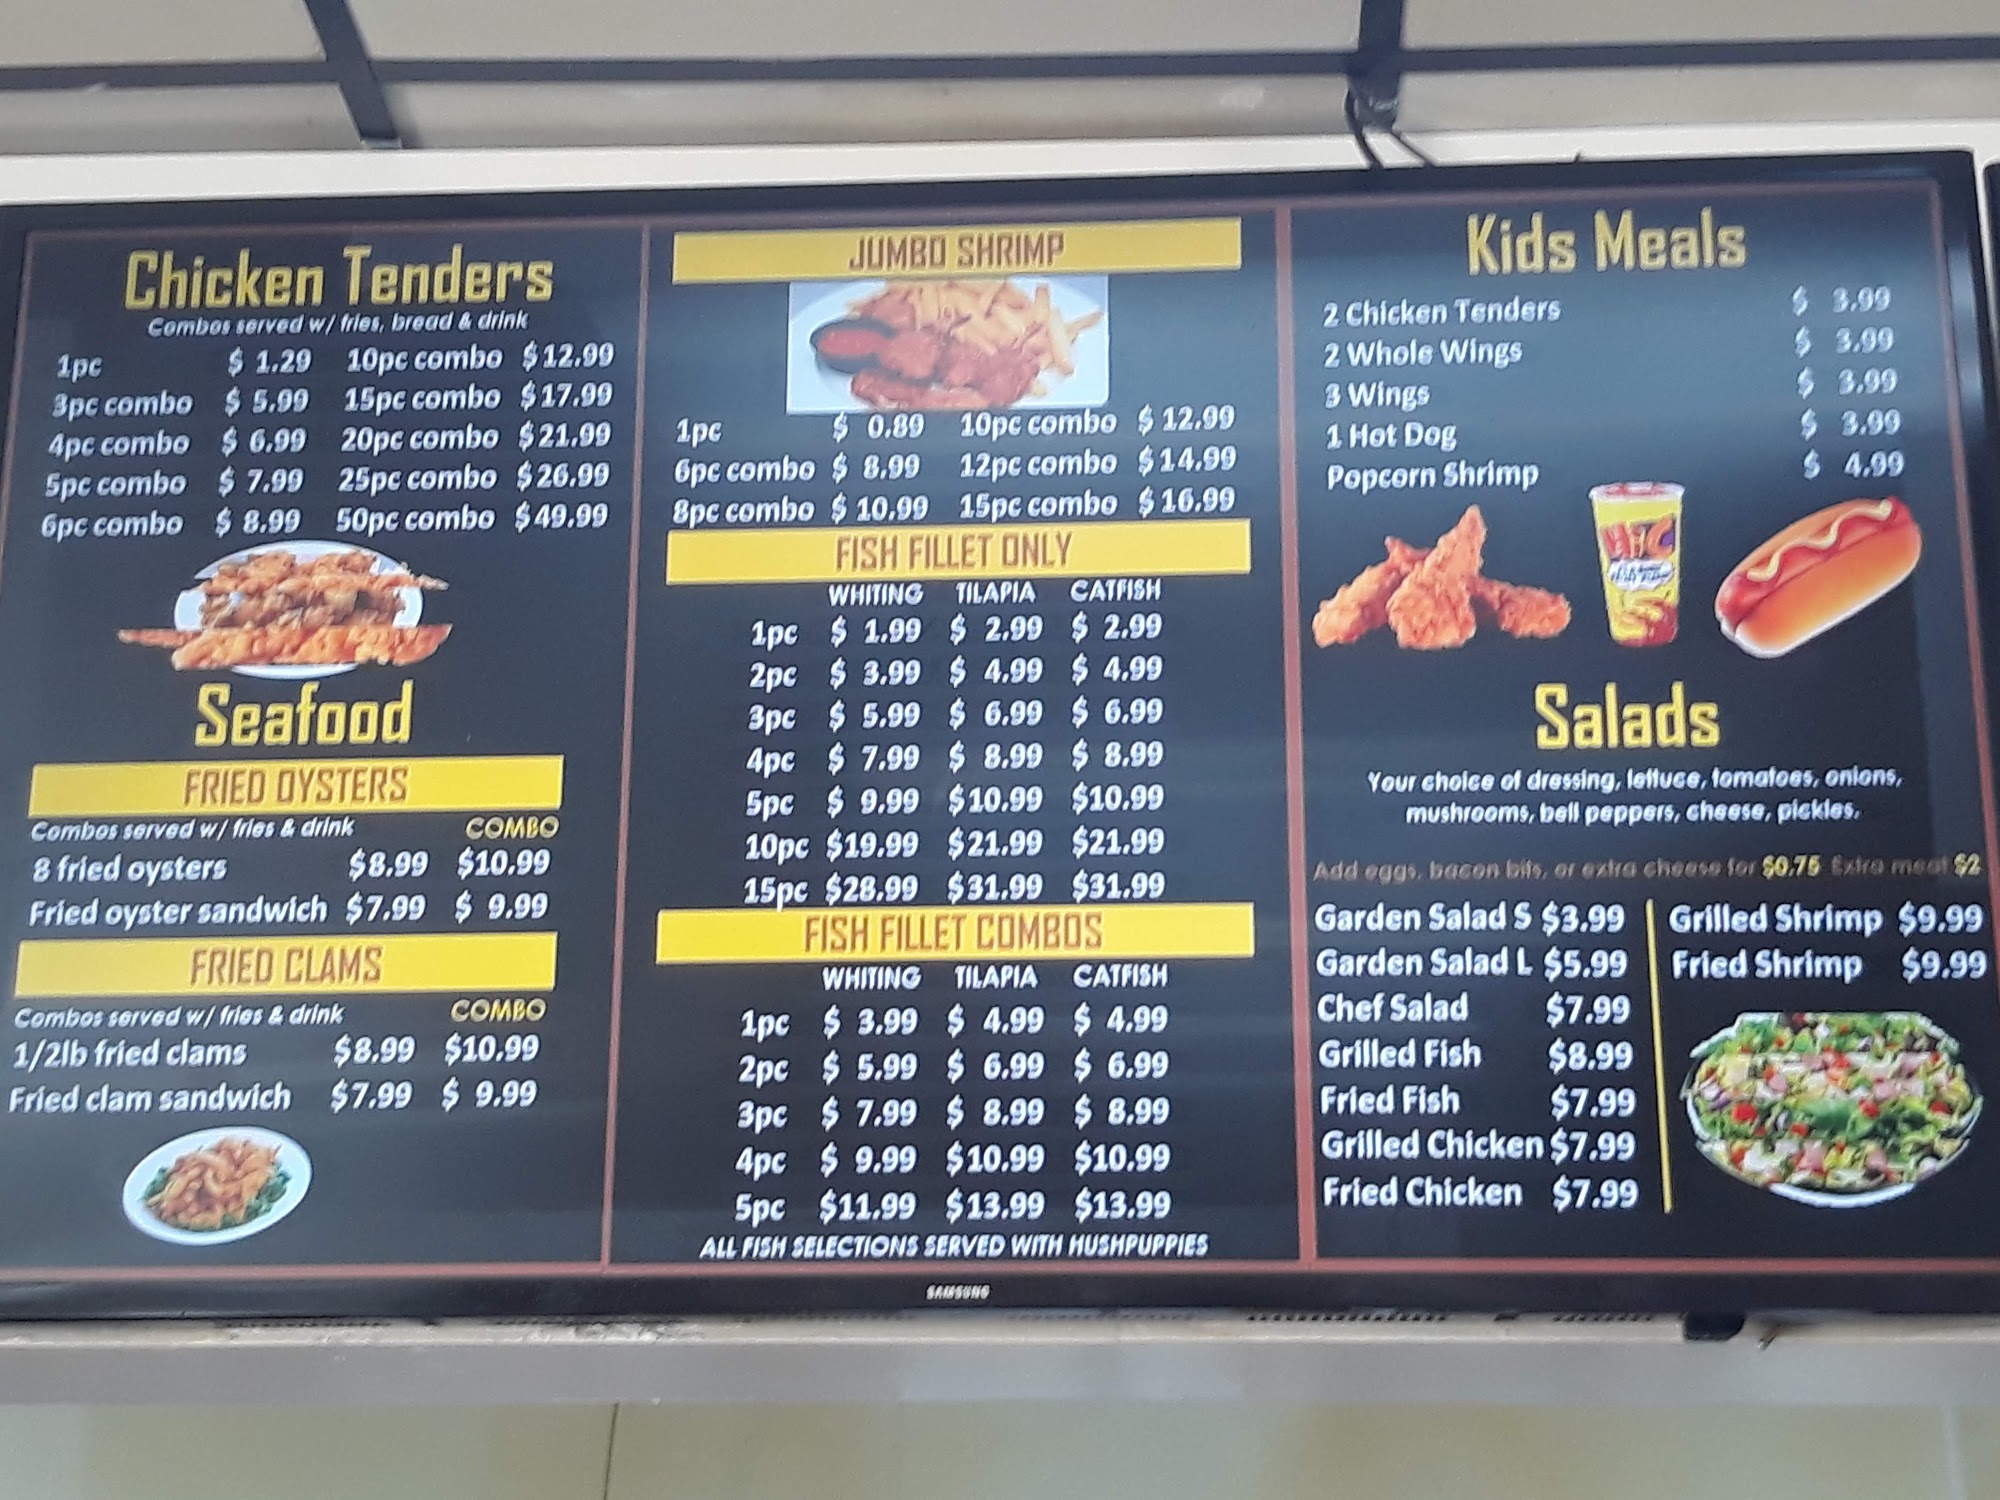 Chicken Tenders
Combos served w/ fries, bread & drink
1pc $ 1.29 10pc combo $12.99
3pc combo $ 5.99 15pc combo $17.99
4pc combo $ 6.99 20pc combo $21.99
5pc combo $ 7.99 25pc combo $26.99
6pc combo $ 8.99 50pc combo $49.99
Seafood
FRIED OYSTERS
Combos served w/ fries & drink COMBO
8 fried oysters $8.99 $10.99
Fried oyster sandwich $7.99 $ 9.99
FRIED CLAMS
Combos served w/ fries & drink COMBO
1/2lb fried clams $8.99 $10.99
Fried clam sandwich $7.99 $ 9.99
JUMBO SHRIMP
1pc $ 0.89 10pc combo $ 12.99
6pc combo $ 8.99 12pc combo $14.99
8pc combo $ 10.99 15pc combo $16.99
FISH FILLET ONLY
WHITING TILAPIA CATFISH
1pc $ 1.99 $ 2.99 $ 2.99
2pc $ 3.99 $ 4.99 $ 4.99
3pc $ 5.99 $ 6.99 $ 6.99
4pc $ 7.99 $ 8.99 $ 8.99
5pc $ 9.99 $10.99 $10.99
10pc $19.99 $21.99 $21.99
15pc $28.99 $31.99 $31.99
FISH FILLET COMBOS
WHITING TILAPIA CATFISH
1pc $ 3.99 $ 4.99 $ 4.99
2pc $ 5.99 $ 6.99 $ 6.99
3pc $ 7.99 $ 8.99 $ 8.99
4pc $ 9.99 $10.99 $10.99
5pc $11.99 $13.99 $13.99
ALL FISH SELECTIONS SERVED WITH HUSHPUPPIES
Kids Meals
2 Chicken Tenders $ 3.99
2 Whole Wings $ 3.99
3 Wings $ 3.99
1 Hot Dog $ 3.99
Popcorn Shrimp $ 4.99
HiC
Salads
Your choice of dressing, lettuce, tomatoes, onions,
mushrooms, bell peppers, cheese, pickles.
Add eggs, bacon bits, or extra cheese for $0.75 Extra meat $2
Garden Salad S $3.99
Garden Salad L $5.99
Chef Salad $7.99
Grilled Fish $8.99
Fried Fish $7.99
Grilled Chicken $7.99
Fried Chicken $7.99
Grilled Shrimp $9.99
Fried Shrimp $9.99
SAMSUNG